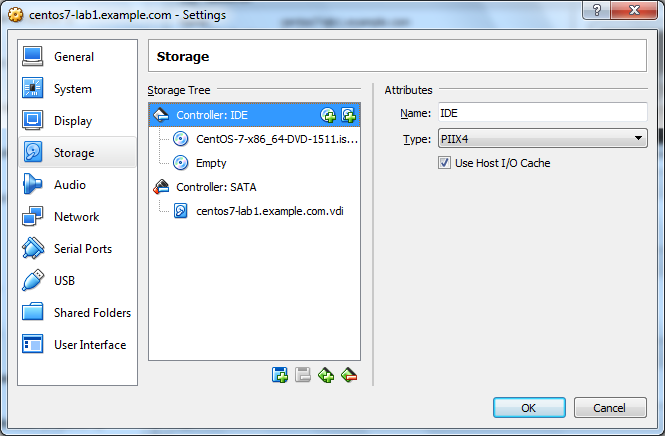 centos7-lab1.example.com - Settings
General
System
Display
Storage
Audio
Network
Serial Ports
USB
Shared Folders
User Interface
Storage
Storage Tree
Controller: IDE
CentOS-7-x86_64-DVD-1511.is...
Empty
Controller: SATA
centos7-lab1.example.com.vdi
Attributes
Name: IDE
Type: PIIX4
Use Host I/O Cache
OK Cancel